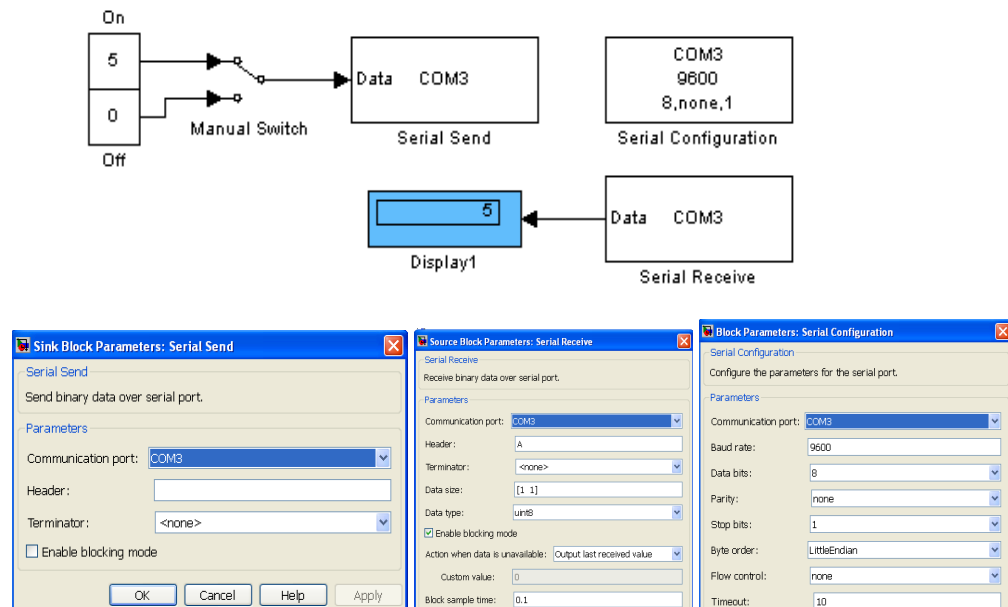 On
5
0
Off
Manual Switch
Data COM3
Serial Send
COM3
9600
8,none,1
Serial Configuration
5
Display1
Data COM3
Serial Receive
Sink Block Parameters: Serial Send
Serial Send
Send binary data over serial port.
Parameters
Communication port: COM3
Header:
Terminator: <none>
Enable blocking mode
OK Cancel Help Apply
Source Block Parameters: Serial Receive
Serial Receive
Receive binary data over serial port.
Parameters
Communication port: COM3
Header: A
Terminator: <none>
Data size: [1 1]
Data type: uint8
Enable blocking mode
Action when data is unavailable: Output last received value
Custom value: 0
Block sample time: 0.1
Block Parameters: Serial Configuration
Serial Configuration
Configure the parameters for the serial port.
Parameters
Communication port: COM3
Baud rate: 9600
Data bits: 8
Parity: none
Stop bits: 1
Byte order: LittleEndian
Flow control: none
Timeout: 10